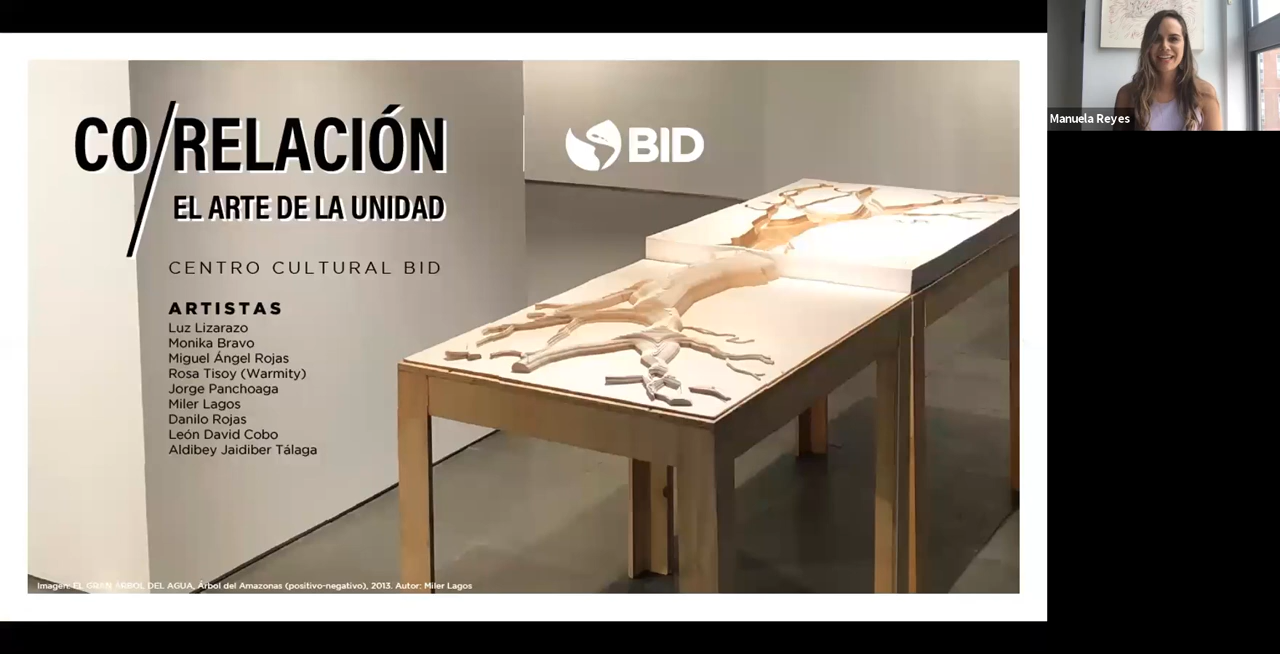 CO/RELACIÓN
EL ARTE DE LA UNIDAD
BID
CENTRO CULTURAL BID
ARTISTAS
Luz Lizarazo
Monika Bravo
Miguel Ángel Rojas
Rosa Tisoy (Warmity)
Jorge Panchoaga
Miler Lagos
Danilo Rojas
León David Cobo
Aldibey Jaidiber Tálaga
Imagen: EL GRAN ÁRBOL DEL AGUA, Árbol del Amazonas (positivo-negativo), 2013. Autor: Miler Lagos
Manuela Reyes